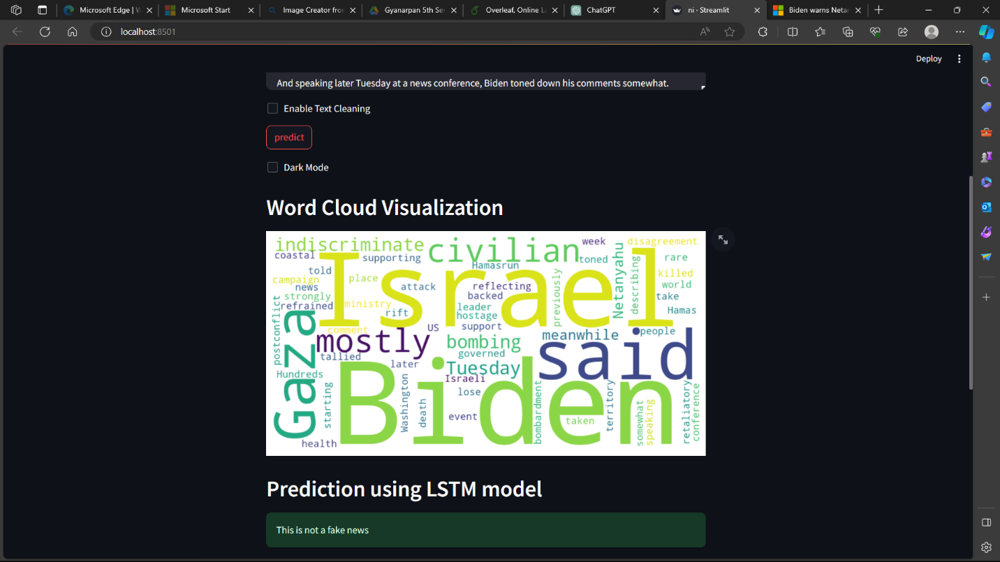 Microsoft Edge | W
Microsoft Start
Image Creator fro
Gyanarpan 5th Se
Overleaf, Online L
ChatGPT
ni · Streamlit
Biden warns Neta
localhost:8501
Deploy
And speaking later Tuesday at a news conference, Biden toned down his comments somewhat.
Enable Text Cleaning
predict
Dark Mode
Word Cloud Visualization
indiscriminate
civilian
week
disagreement
coastal
supporting
Hamasrun
toned
Netanyahu
rare
told
Israel
describing
killed
campaign
place
attack
reflecting
previously
world
news
backed
take
strongly
refrained
ministry
rift
leader
hostage
Hamas
postconflict
Gaza
comment
US
support
mostly
bombing
meanwhile
people
said
tallied
governed
later
Tuesday
Hundreds
Israeli
starting
Biden
Washington
death
lose
event
bombardment
taken
territory
somewhat
speaking
retaliatory
conference
health
Prediction using LSTM model
This is not a fake news